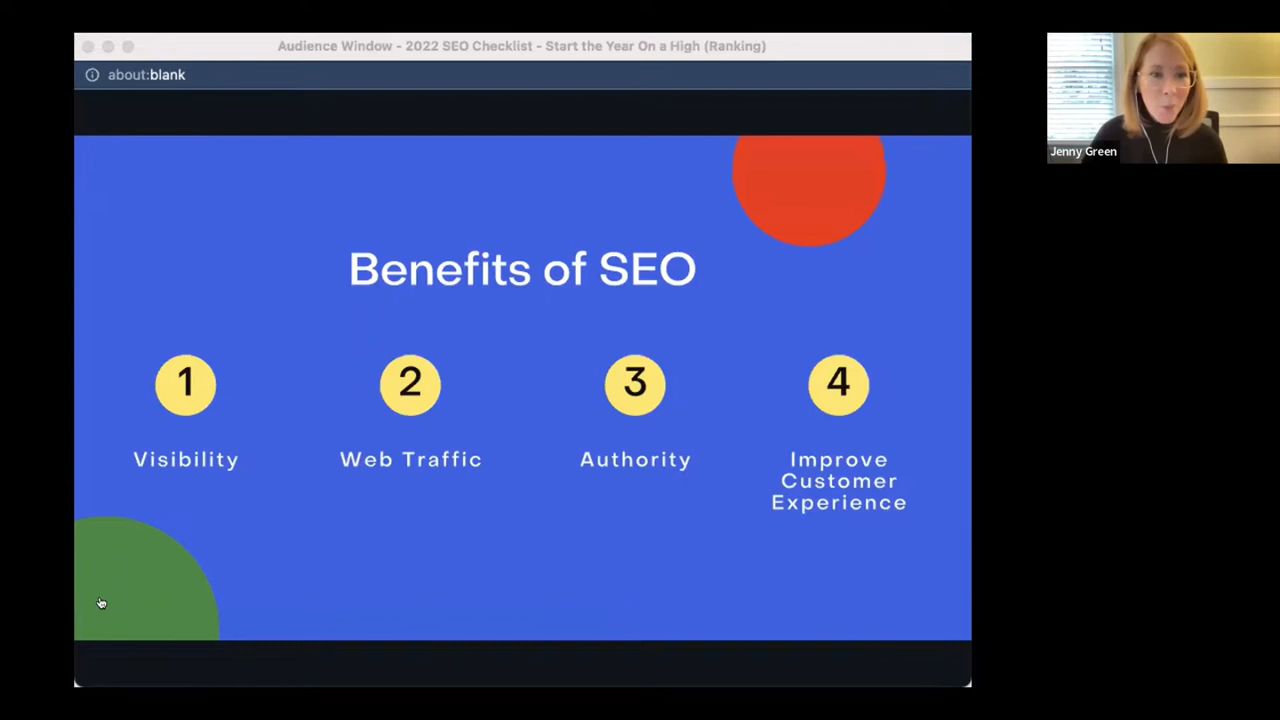 Audience Window - 2022 SEO Checklist - Start the Year On a High (Ranking)
about:blank
Jenny Green
Benefits of SEO
1
2
3
4
Visibility
Web Traffic
Authority
Improve
Customer
Experience